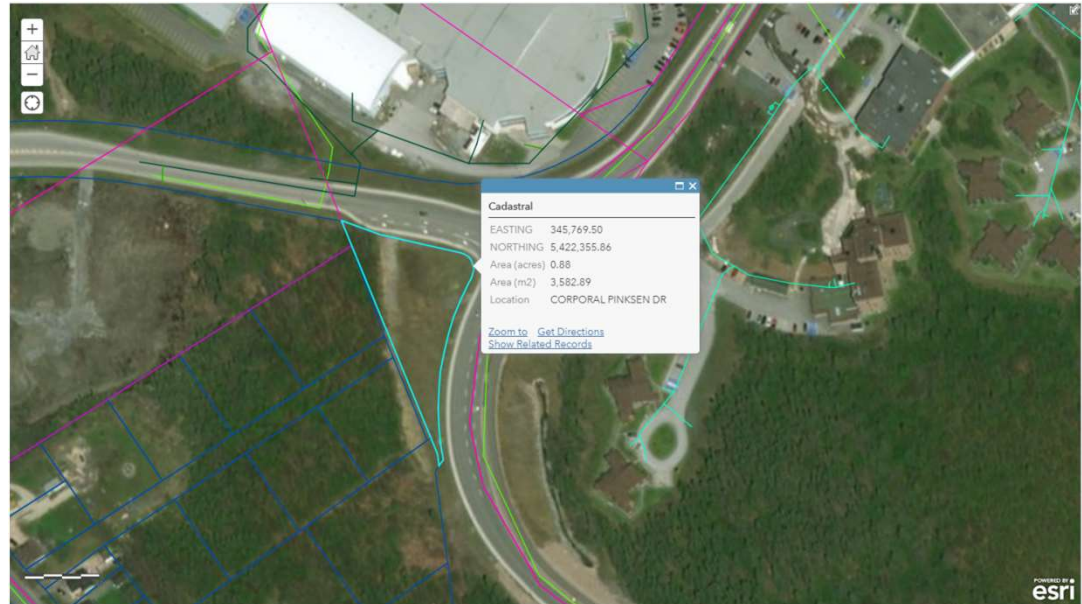 +
−
Cadastral
EASTING 345,769.50
NORTHING 5,422,355.86
Area (acres) 0.88
Area (m2) 3,582.89
Location CORPORAL PINKSEN DR
Zoom to Get Directions
Show Related Records
POWERED BY
esri